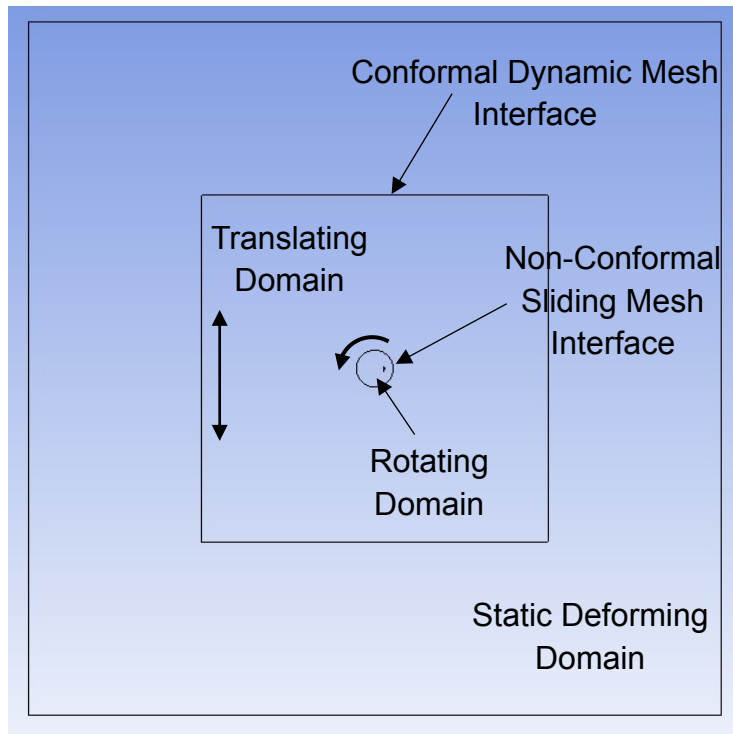 Conformal Dynamic Mesh
Interface
Translating
Domain
Non-Conformal
Sliding Mesh
Interface
Rotating
Domain
Static Deforming
Domain